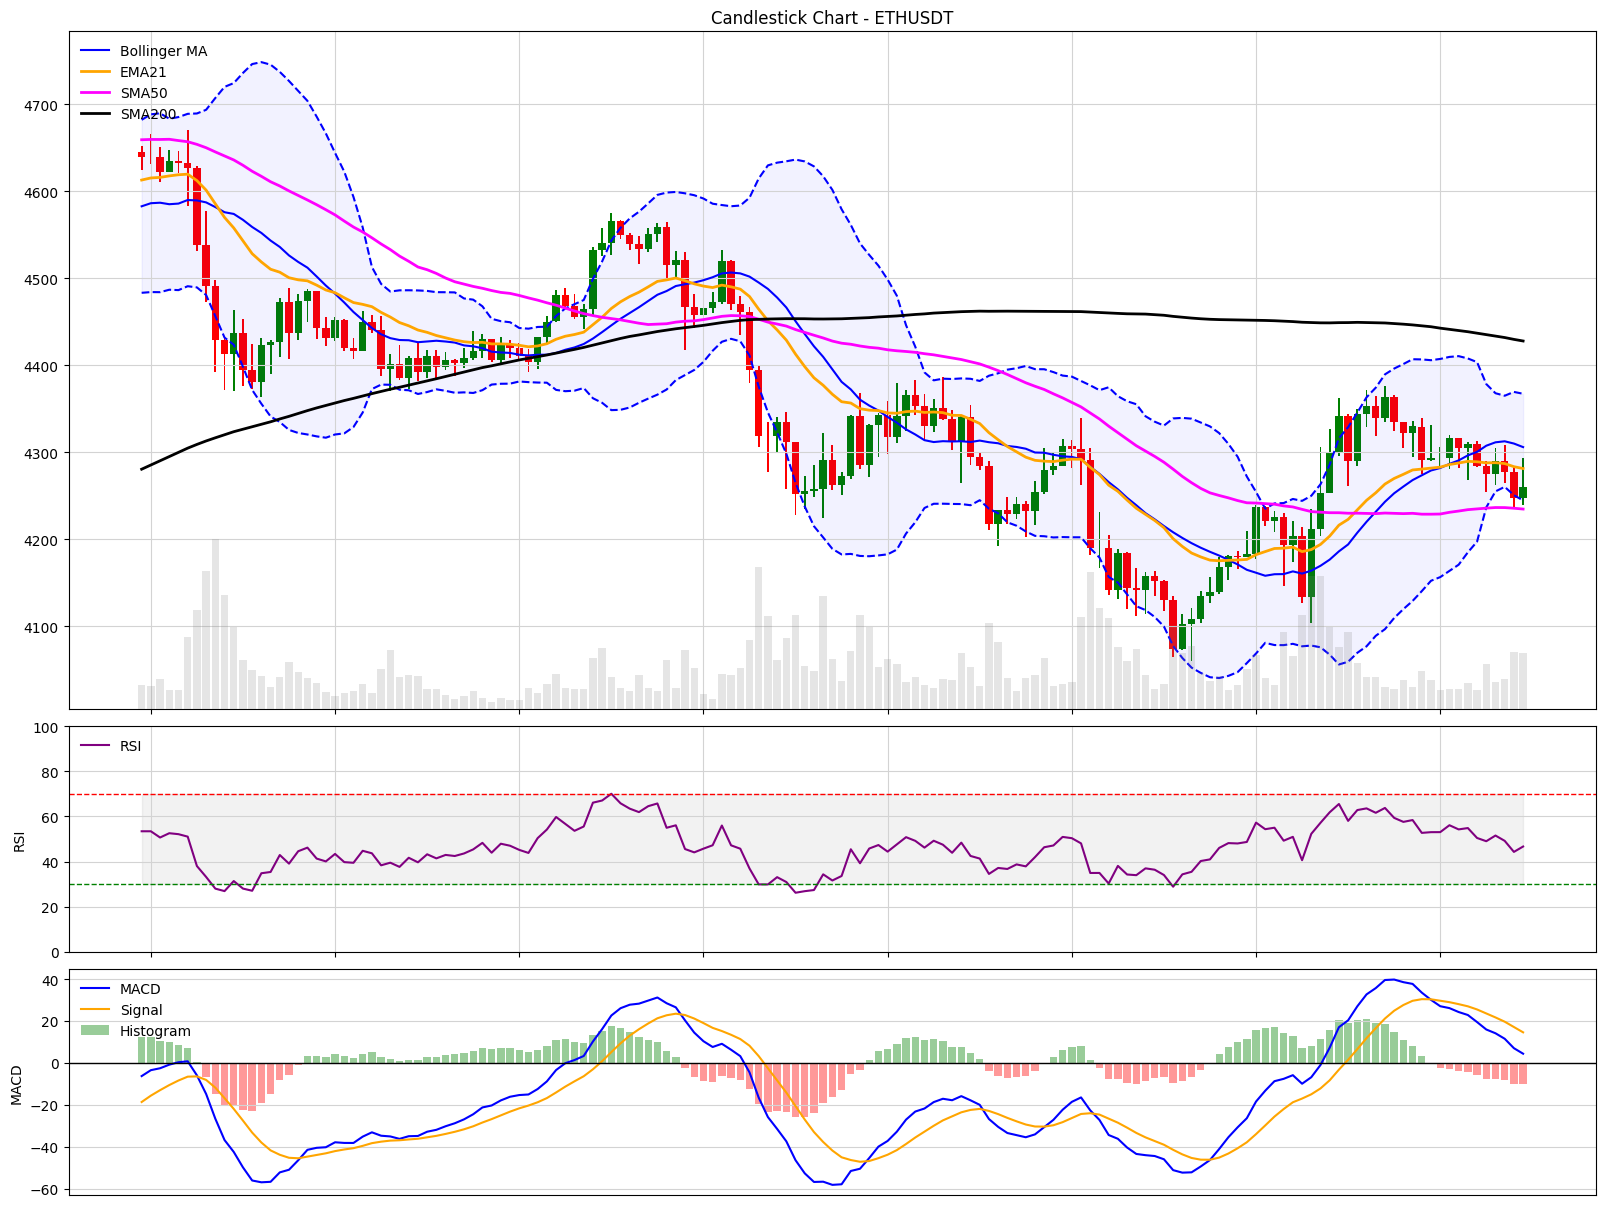 Candlestick Chart - ETHUSDT
Bollinger MA
EMA21
SMA50
SMA200
4700
4600
4500
4400
4300
4200
4100
100
80
60
40
20
0
RSI
RSI
40
20
0
−20
−40
−60
MACD
MACD
Signal
Histogram